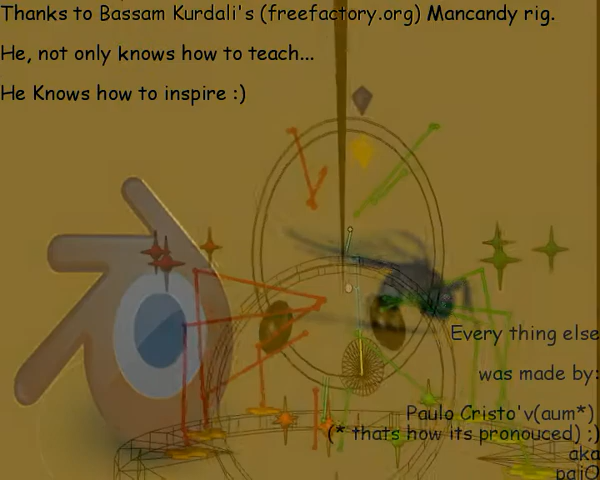 Thanks to Bassam Kurdali's (freefactory.org) Mancandy rig.
He, not only knows how to teach...
He Knows how to inspire :)
Every thing else
was made by:
Paulo Cristo'v(aum*)
(* thats how its pronouced) ;)
aka